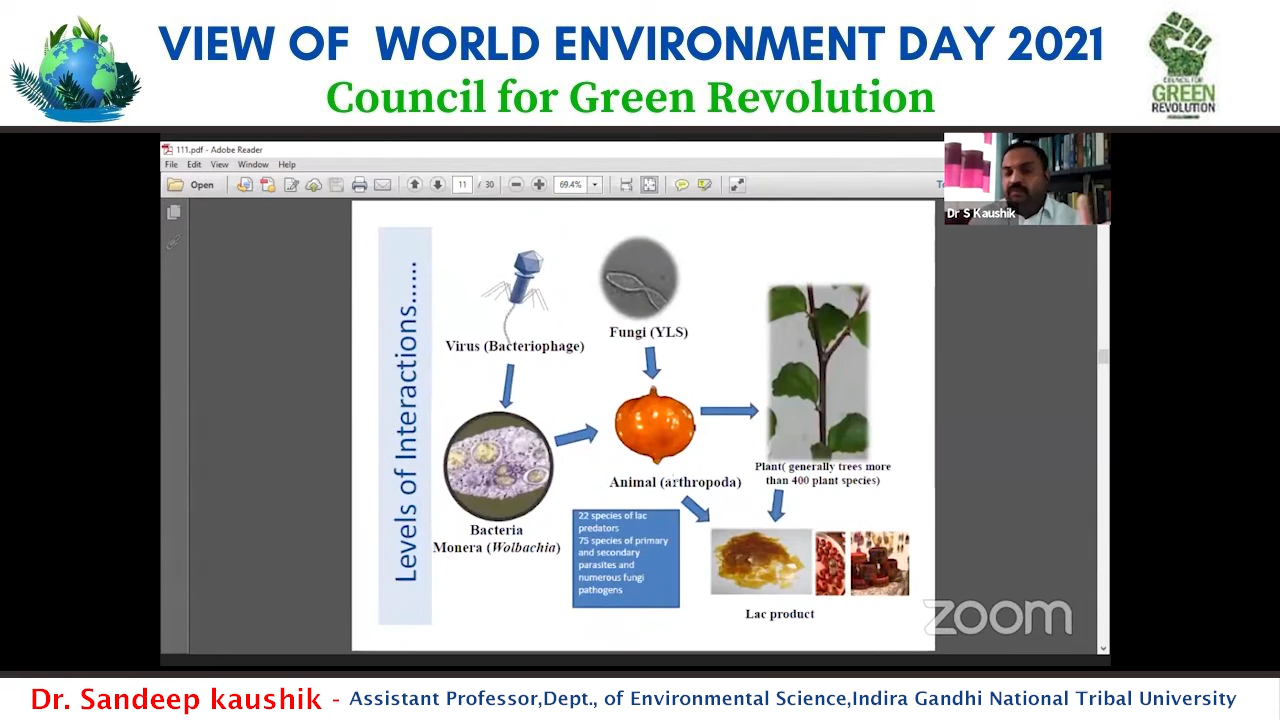 VIEW OF WORLD ENVIRONMENT DAY 2021
Council for Green Revolution
COUNCIL FOR
GREEN
REVOLUTION
111.pdf - Adobe Reader
File Edit View Window Help
Open 11 / 30 69.4%
Dr S Kaushik
Levels of Interactions......
Virus (Bacteriophage)
Fungi (YLS)
Bacteria
Monera (Wolbachia)
Animal (arthropoda)
Plant( generally trees more
than 400 plant species)
22 species of lac
predators
75 species of primary
and secondary
parasites and
numerous fungi
pathogens
Lac product
zoom
Dr. Sandeep kaushik - Assistant Professor,Dept., of Environmental Science,Indira Gandhi National Tribal University